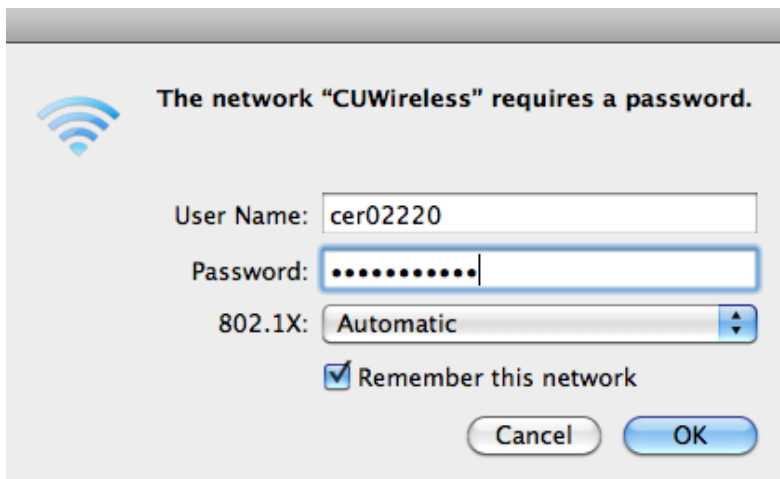 The network “CUWireless” requires a password.
User Name: cer02220
Password: •••••••••••
802.1X: Automatic
Remember this network
Cancel OK